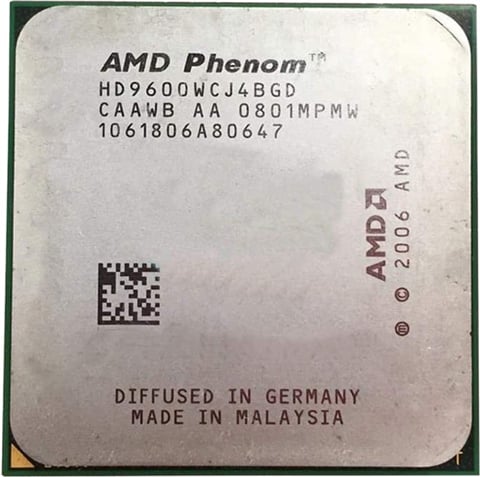 AMD Phenom™
HD9600WCJ4BGD
CAAWB AA 0801MPMW
1061806A80647
AMD
ⓜ © 2006 AMD
DIFFUSED IN GERMANY
MADE IN MALAYSIA